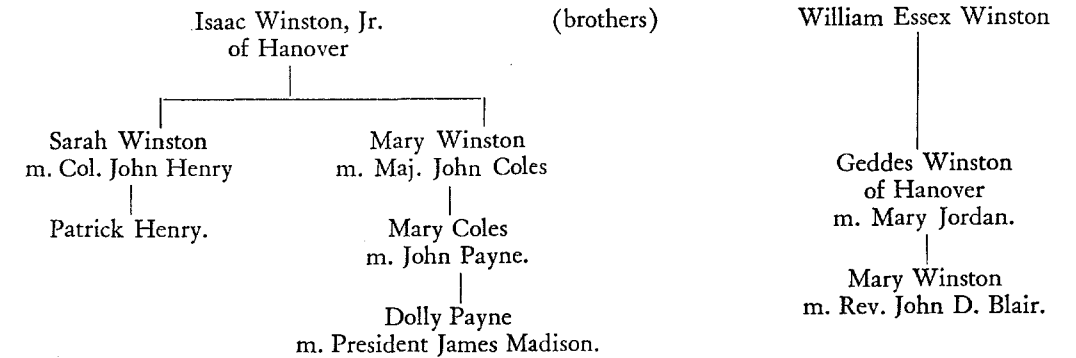 Isaac Winston, Jr.
of Hanover
(brothers)
William Essex Winston
Sarah Winston
m. Col. John Henry
Patrick Henry.
Mary Winston
m. Maj. John Coles
Mary Coles
m. John Payne.
Dolly Payne
m. President James Madison.
Geddes Winston
of Hanover
m. Mary Jordan.
Mary Winston
m. Rev. John D. Blair.